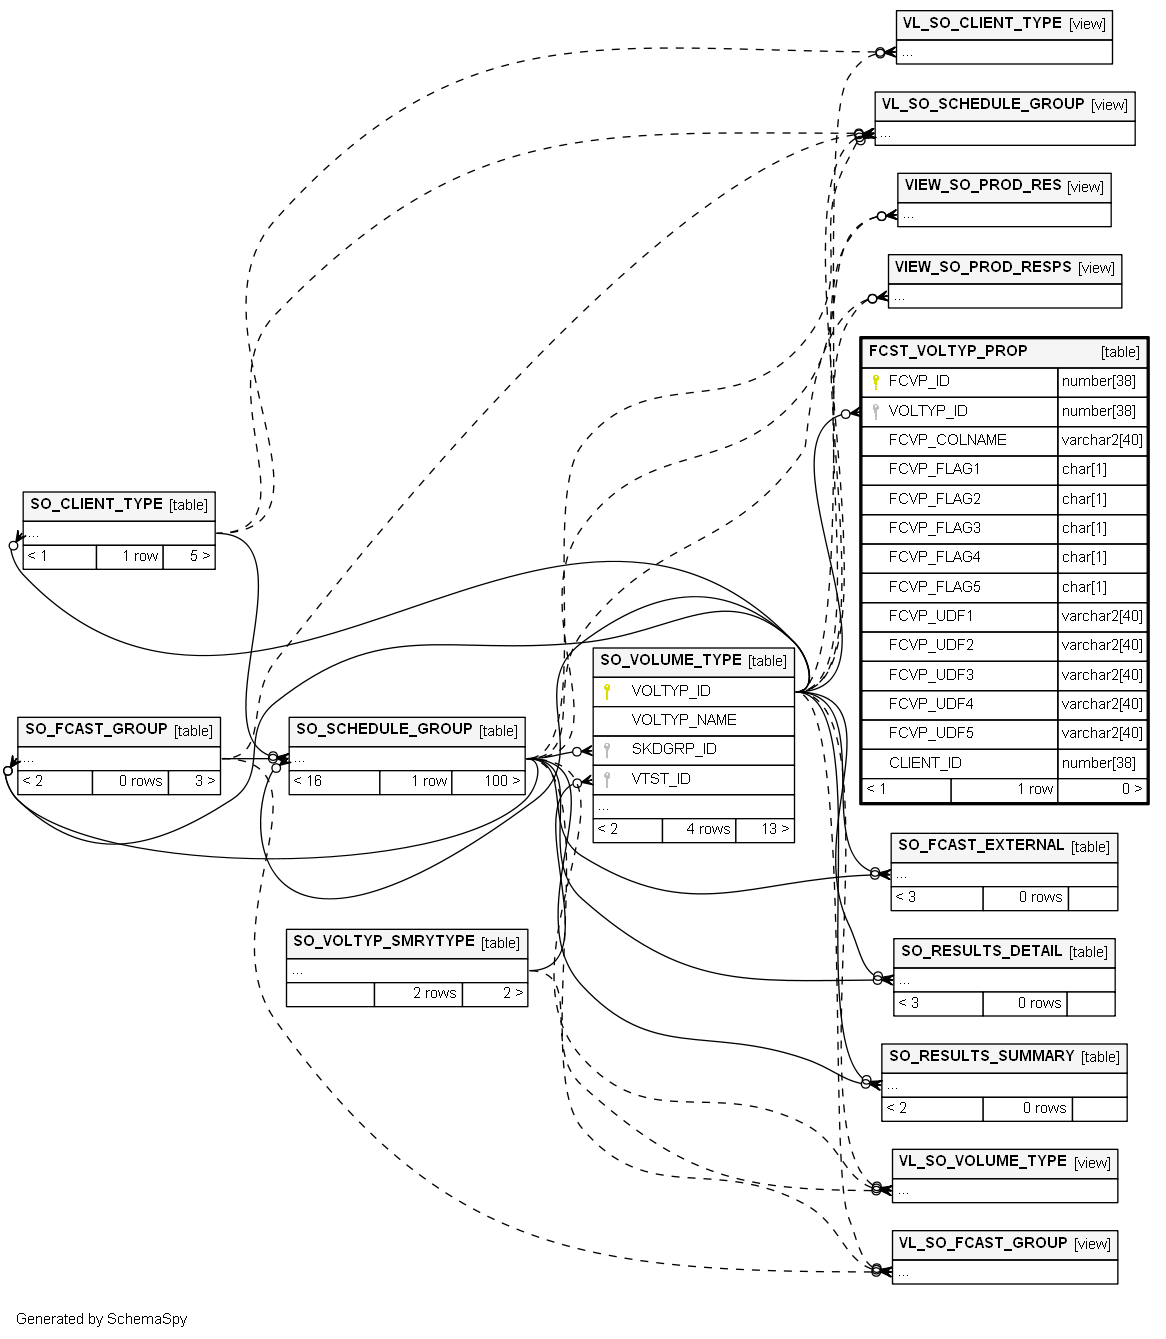 VL_SO_CLIENT_TYPE [view]
...
VL_SO_SCHEDULE_GROUP [view]
...
VIEW_SO_PROD_RES [view]
...
VIEW_SO_PROD_RESPS [view]
...
FCST_VOLTYP_PROP [table]
FCVP_ID number[38]
VOLTYP_ID number[38]
FCVP_COLNAME varchar2[40]
FCVP_FLAG1 char[1]
FCVP_FLAG2 char[1]
FCVP_FLAG3 char[1]
FCVP_FLAG4 char[1]
FCVP_FLAG5 char[1]
FCVP_UDF1 varchar2[40]
FCVP_UDF2 varchar2[40]
FCVP_UDF3 varchar2[40]
FCVP_UDF4 varchar2[40]
FCVP_UDF5 varchar2[40]
CLIENT_ID number[38]
< 1 1 row 0 >
SO_CLIENT_TYPE [table]
...
< 1 1 row 5 >
SO_VOLUME_TYPE [table]
VOLTYP_ID
VOLTYP_NAME
SKDGRP_ID
VTST_ID
...
< 2 4 rows 13 >
SO_FCAST_GROUP [table]
...
< 2 0 rows 3 >
SO_SCHEDULE_GROUP [table]
...
< 16 1 row 100 >
SO_VOLTYP_SMRYTYPE [table]
...
2 rows 2 >
SO_FCAST_EXTERNAL [table]
...
< 3 0 rows
SO_RESULTS_DETAIL [table]
...
< 3 0 rows
SO_RESULTS_SUMMARY [table]
...
< 2 0 rows
VL_SO_VOLUME_TYPE [view]
...
VL_SO_FCAST_GROUP [view]
...
Generated by SchemaSpy